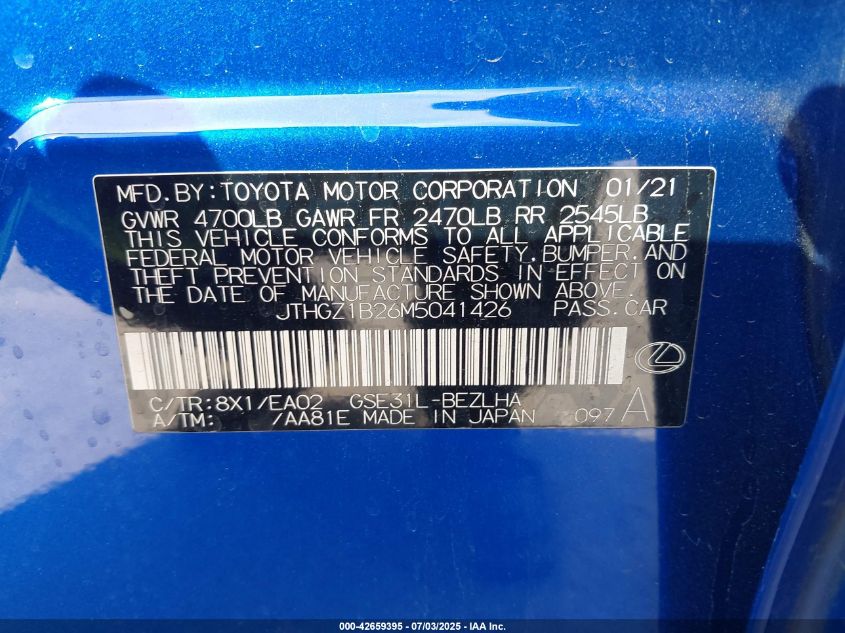 MFD.BY:TOYOTA MOTOR CORPORATION 01/21
GVWR 4700LB GAWR FR 2470LB RR 2545LB
THIS VEHICLE CONFORMS TO ALL APPLICABLE
FEDERAL MOTOR VEHICLE SAFETY,BUMPER,AND
THEFT PREVENTION STANDARDS IN EFFECT ON
THE DATE OF MANUFACTURE SHOWN ABOVE.
JTHGZ1B26M5041426 PASS.CAR
C/TR:8X1/EA02 GSE31L-BEZLHA
A/TM: /AA81E MADE IN JAPAN 097 A
000-42659395 - 07/03/2025 - IAA Inc.